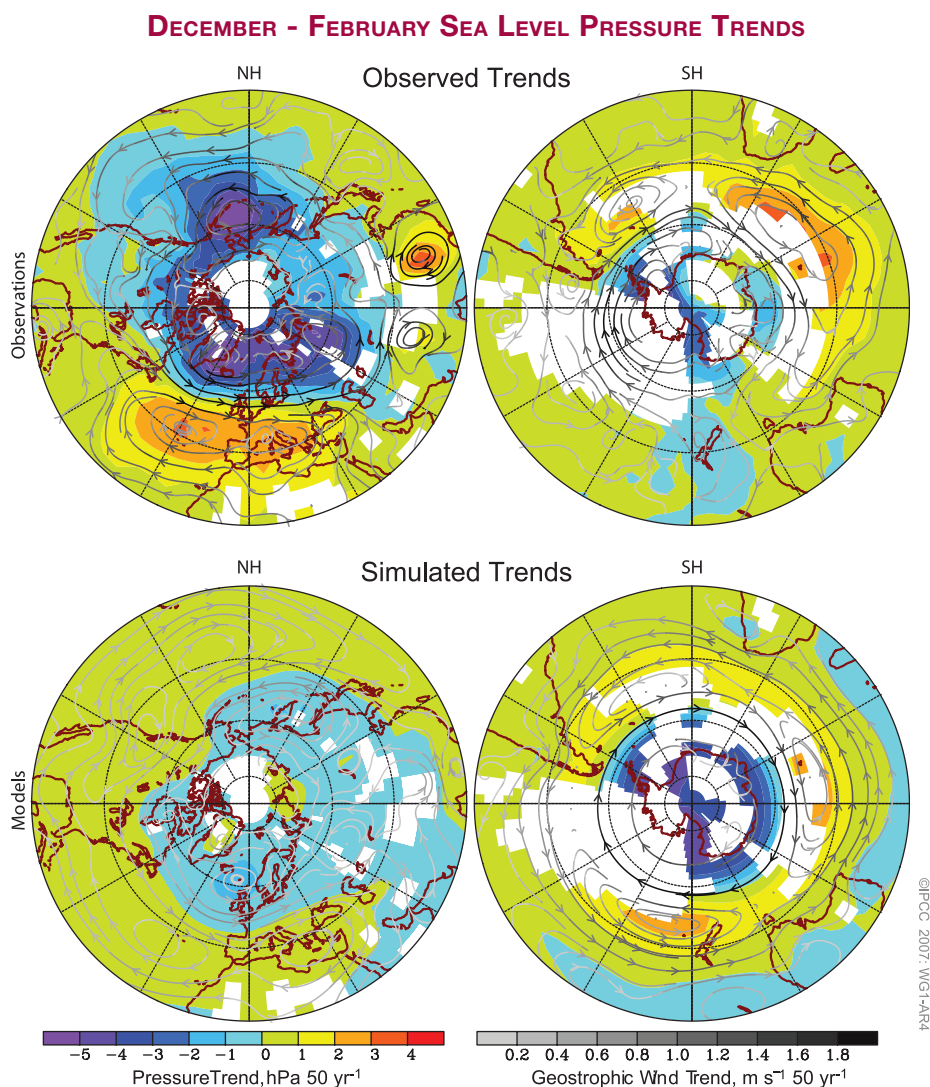 DECEMBER - FEBRUARY SEA LEVEL PRESSURE TRENDS
NH Observed Trends SH
Observations
NH Simulated Trends SH
Models
©IPCC 2007: WG1-AR4
−5 −4 −3 −2 −1 0 1 2 3 4
PressureTrend, hPa 50 yr⁻¹
0.2 0.4 0.6 0.8 1.0 1.2 1.4 1.6 1.8
Geostrophic Wind Trend, m s⁻¹ 50 yr⁻¹